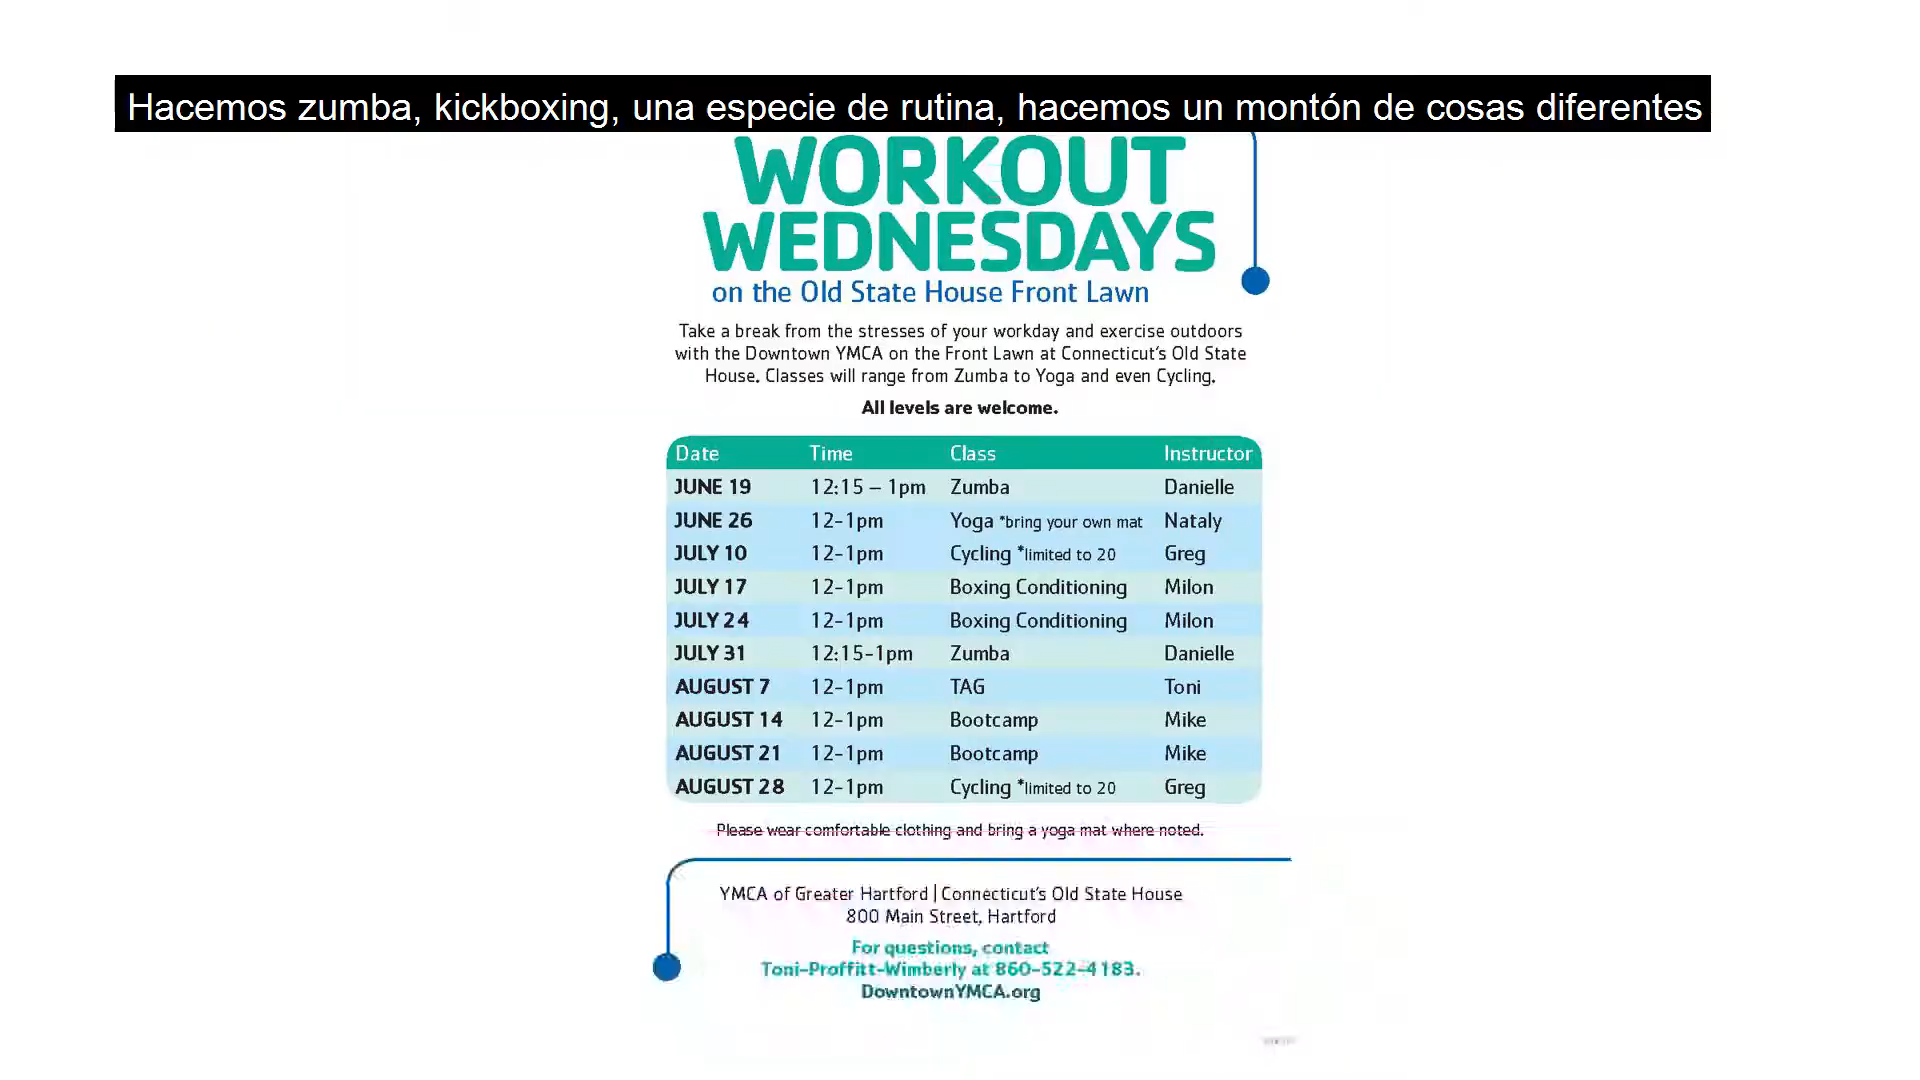 Hacemos zumba, kickboxing, una especie de rutina, hacemos un montón de cosas diferentes
WORKOUT
WEDNESDAYS
on the Old State House Front Lawn
Take a break from the stresses of your workday and exercise outdoors
with the Downtown YMCA on the Front Lawn at Connecticut's Old State
House. Classes will range from Zumba to Yoga and even Cycling.
All levels are welcome.
Date Time Class Instructor
JUNE 19 12:15 – 1pm Zumba Danielle
JUNE 26 12-1pm Yoga *bring your own mat Nataly
JULY 10 12-1pm Cycling *limited to 20 Greg
JULY 17 12-1pm Boxing Conditioning Milon
JULY 24 12-1pm Boxing Conditioning Milon
JULY 31 12:15-1pm Zumba Danielle
AUGUST 7 12-1pm TAG Toni
AUGUST 14 12-1pm Bootcamp Mike
AUGUST 21 12-1pm Bootcamp Mike
AUGUST 28 12-1pm Cycling *limited to 20 Greg
Please wear comfortable clothing and bring a yoga mat where noted.
YMCA of Greater Hartford | Connecticut's Old State House
800 Main Street, Hartford
For questions, contact
Toni-Proffitt-Wimberly at 860-522-4183.
DowntownYMCA.org